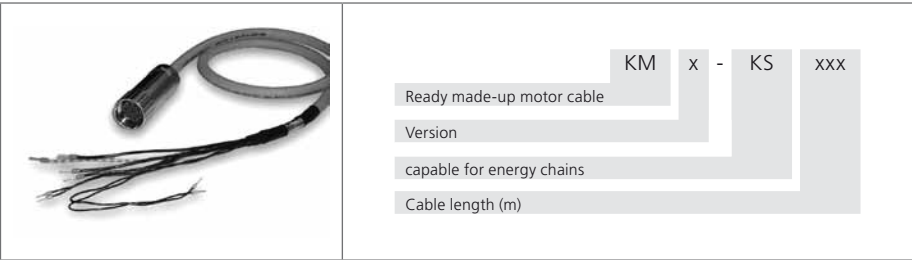 KM x - KS xxx
Ready made-up motor cable
Version
capable for energy chains
Cable length (m)